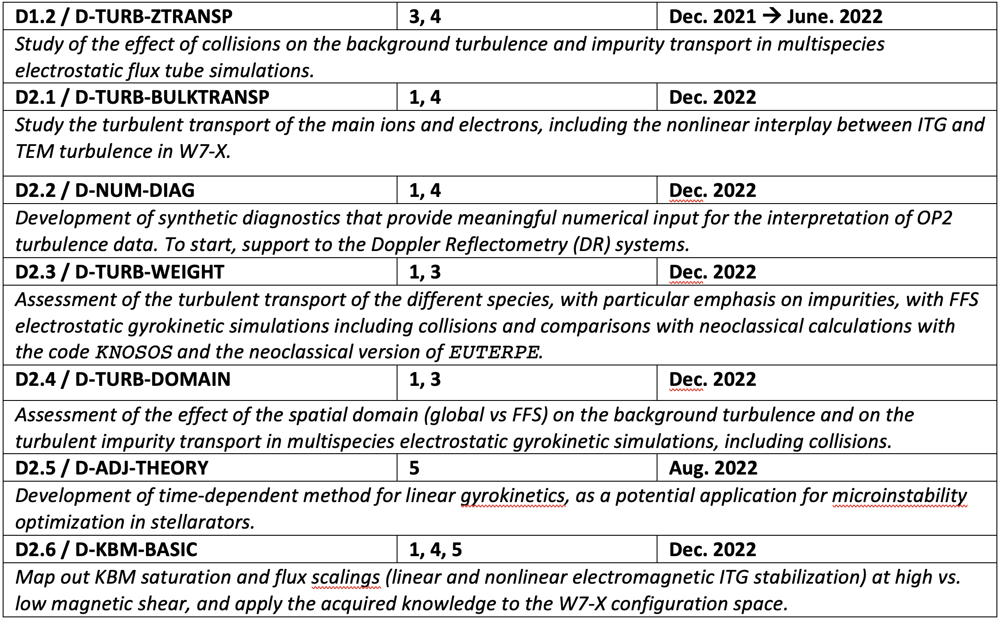 D1.2 / D-TURB-ZTRANSP 3, 4 Dec. 2021 → June. 2022
Study of the effect of collisions on the background turbulence and impurity transport in multispecies
electrostatic flux tube simulations.
D2.1 / D-TURB-BULKTRANSP 1, 4 Dec. 2022
Study the turbulent transport of the main ions and electrons, including the nonlinear interplay between ITG and
TEM turbulence in W7-X.
D2.2 / D-NUM-DIAG 1, 4 Dec. 2022
Development of synthetic diagnostics that provide meaningful numerical input for the interpretation of OP2
turbulence data. To start, support to the Doppler Reflectometry (DR) systems.
D2.3 / D-TURB-WEIGHT 1, 3 Dec. 2022
Assessment of the turbulent transport of the different species, with particular emphasis on impurities, with FFS
electrostatic gyrokinetic simulations including collisions and comparisons with neoclassical calculations with
the code KNOSOS and the neoclassical version of EUTERPE.
D2.4 / D-TURB-DOMAIN 1, 3 Dec. 2022
Assessment of the effect of the spatial domain (global vs FFS) on the background turbulence and on the
turbulent impurity transport in multispecies electrostatic gyrokinetic simulations, including collisions.
D2.5 / D-ADJ-THEORY 5 Aug. 2022
Development of time-dependent method for linear gyrokinetics, as a potential application for microinstability
optimization in stellarators.
D2.6 / D-KBM-BASIC 1, 4, 5 Dec. 2022
Map out KBM saturation and flux scalings (linear and nonlinear electromagnetic ITG stabilization) at high vs.
low magnetic shear, and apply the acquired knowledge to the W7-X configuration space.